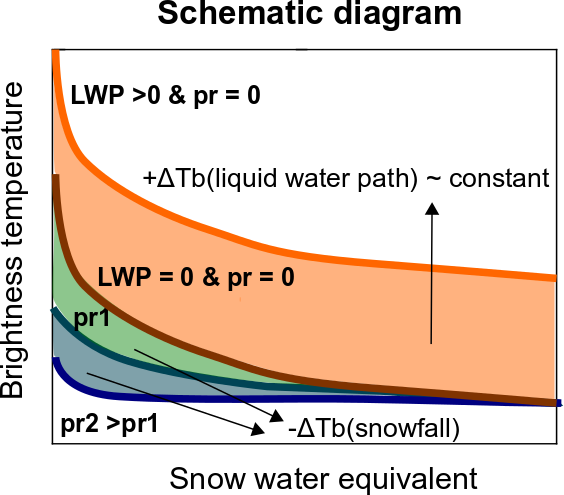 Schematic diagram
LWP >0 & pr = 0
+ΔTb(liquid water path) ~ constant
LWP = 0 & pr = 0
pr1
pr2 >pr1
-ΔTb(snowfall)
Brightness temperature
Snow water equivalent